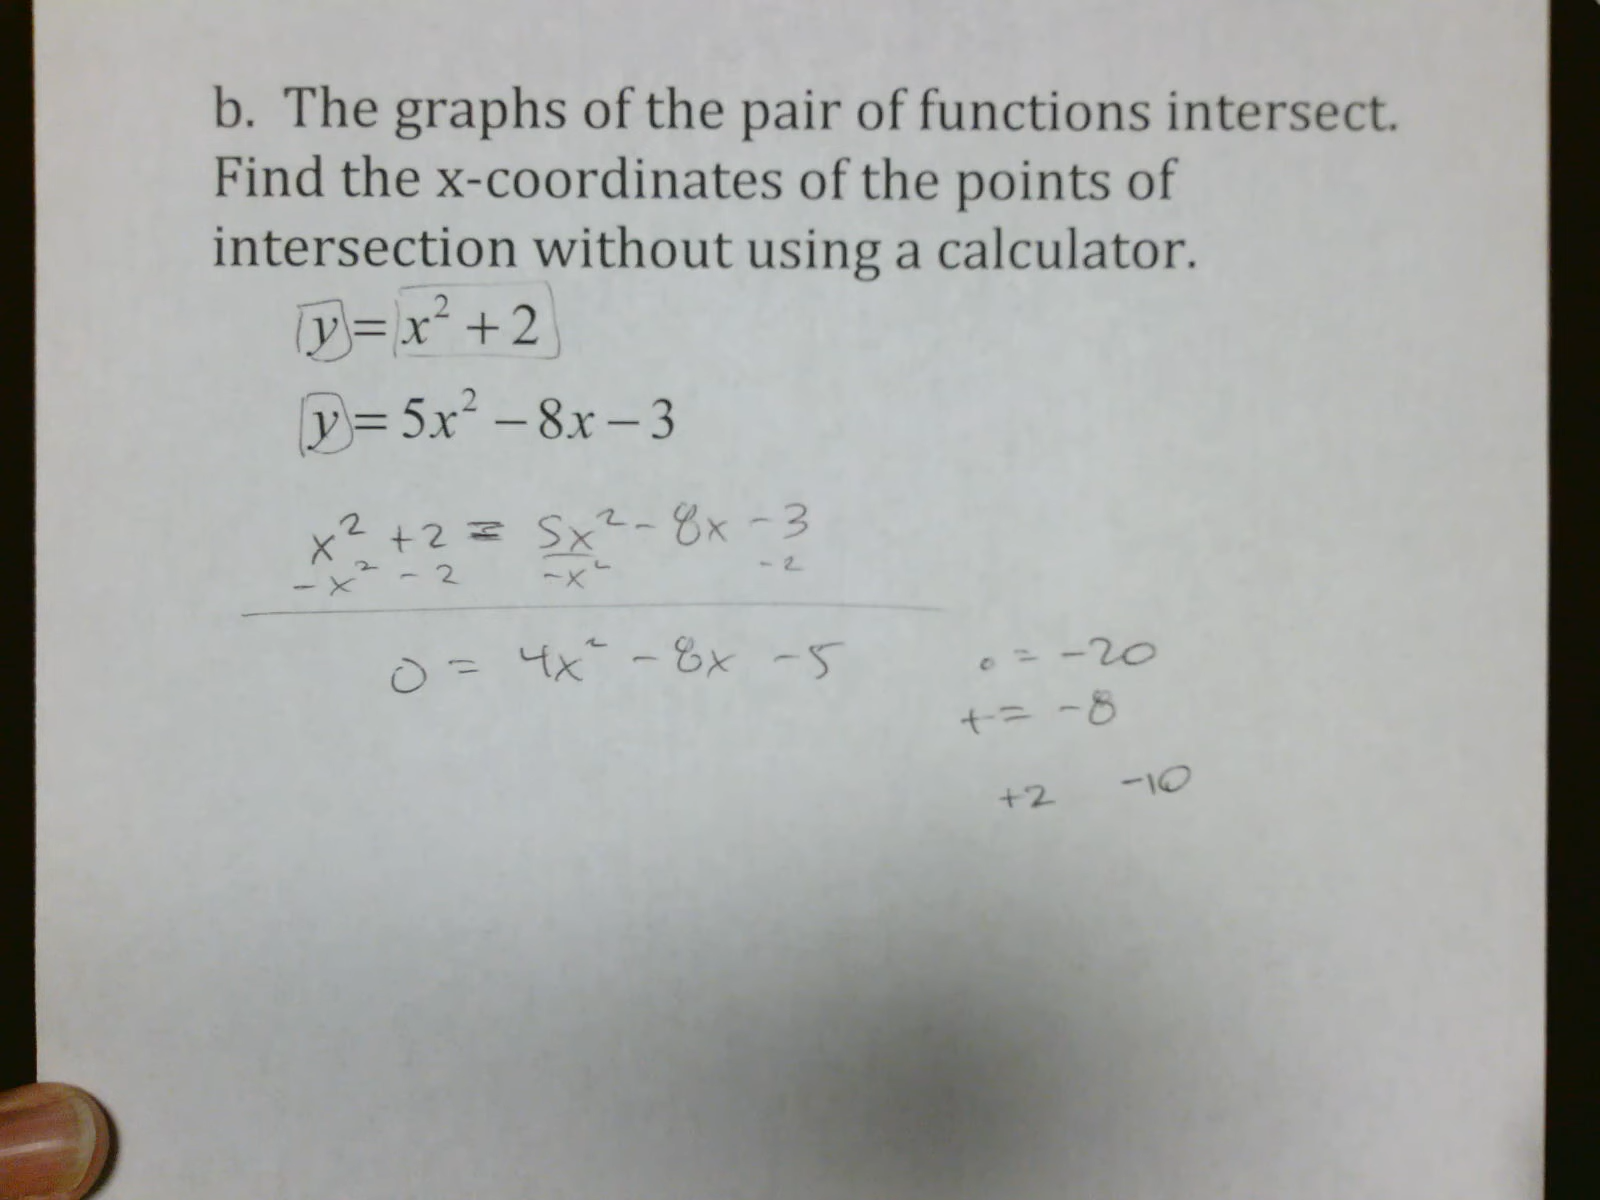 b. The graphs of the pair of functions intersect.
Find the x-coordinates of the points of
intersection without using a calculator.
y = x² + 2
y = 5x² − 8x − 3
x² + 2 = 5x² - 8x - 3
- x² - 2 - x² - 2
0 = 4x² - 8x - 5
· = -20
+ = -8
+2 -10